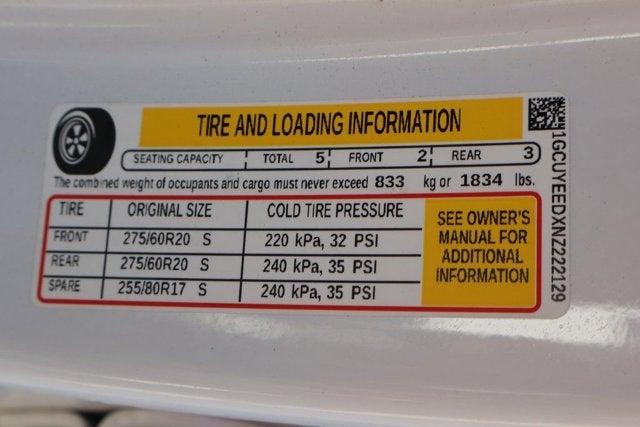 TIRE AND LOADING INFORMATION
SEATING CAPACITY TOTAL 5 FRONT 2 REAR 3
The combined weight of occupants and cargo must never exceed 833 kg or 1834 lbs.
TIRE ORIGINAL SIZE COLD TIRE PRESSURE
FRONT 275/60R20 S 220 kPa, 32 PSI
REAR 275/60R20 S 240 kPa, 35 PSI
SPARE 255/80R17 S 240 kPa, 35 PSI
SEE OWNER'S
MANUAL FOR
ADDITIONAL
INFORMATION
1GCUYEEDXNZ222129